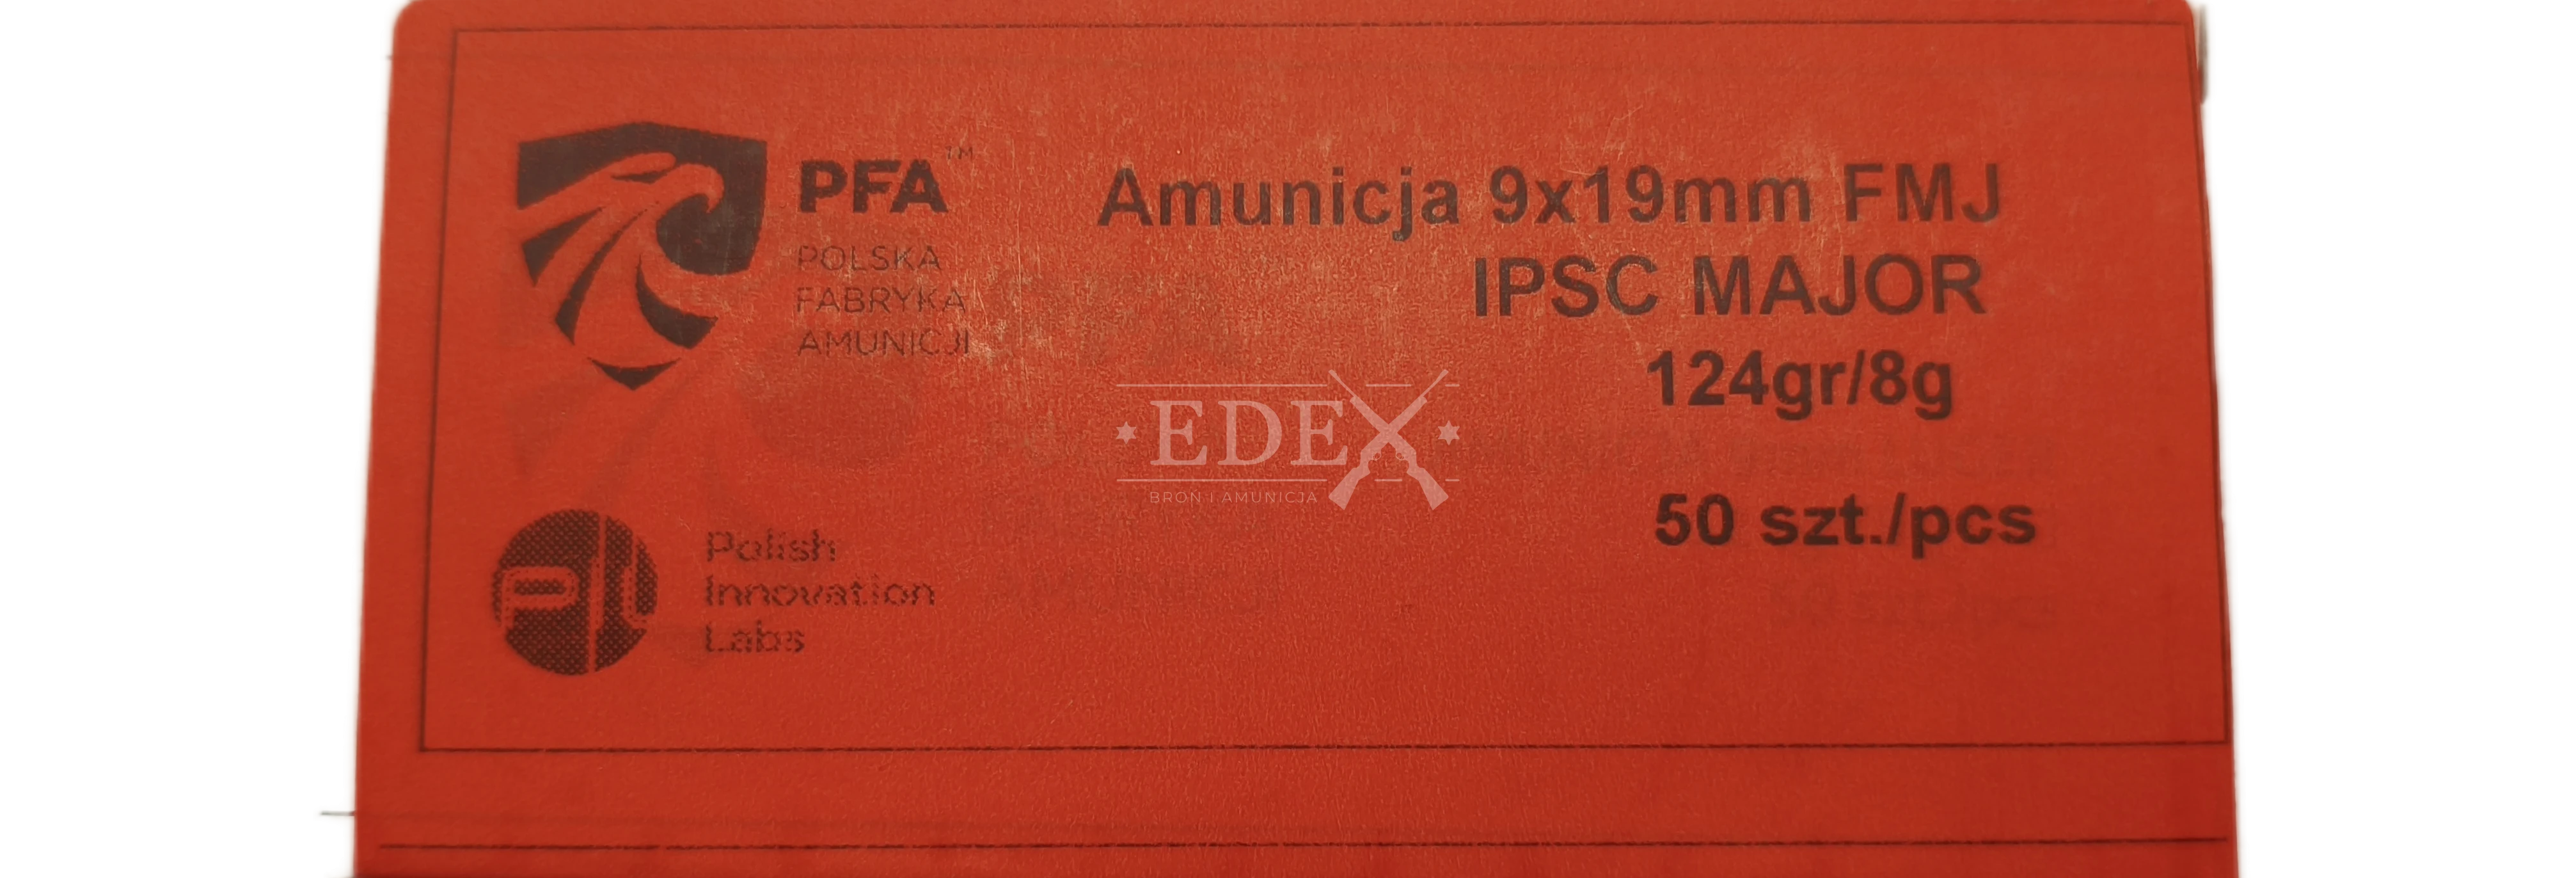 PFA™
POLSKA
FABRYKA
AMUNICJI
Amunicja 9x19mm FMJ
IPSC MAJOR
124gr/8g
EDEX
BROŃ I AMUNICJA
50 szt./pcs
PIL
Polish
Innovation
Labs